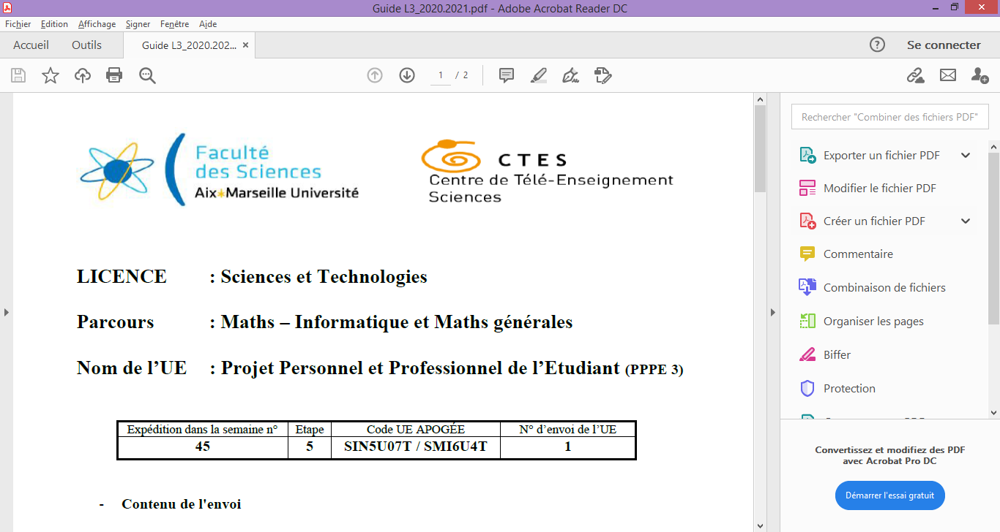 Guide L3_2020.2021.pdf - Adobe Acrobat Reader DC
Fichier Edition Affichage Signer Fenêtre Aide
Accueil Outils Guide L3_2020.202... × Se connecter
1 / 2
Rechercher "Combiner des fichiers PDF"
Exporter un fichier PDF
Modifier le fichier PDF
Créer un fichier PDF
Commentaire
Combinaison de fichiers
Organiser les pages
Biffer
Protection
Convertissez et modifiez des PDF
avec Acrobat Pro DC
Démarrer l'essai gratuit
Faculté
des Sciences
Aix*Marseille Université
CTES
Centre de Télé-Enseignement
Sciences
LICENCE : Sciences et Technologies
Parcours : Maths – Informatique et Maths générales
Nom de l’UE : Projet Personnel et Professionnel de l’Etudiant (PPPE 3)
Expédition dans la semaine n° Etape Code UE APOGÉE N° d’envoi de l’UE
45 5 SIN5U07T / SMI6U4T 1
- Contenu de l'envoi